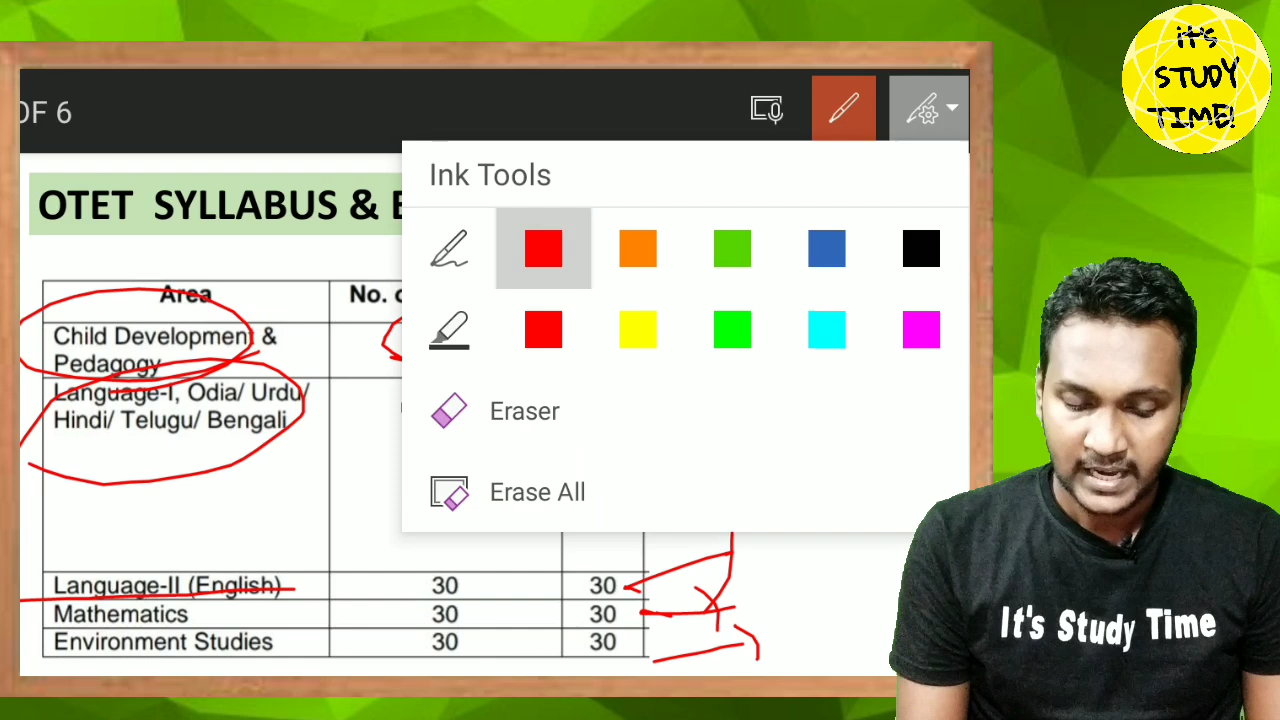 it's
STUDY
TIME!
OF 6
Ink Tools
OTET SYLLABUS &
Area
No.
Child Development &
Pedagogy
Language-I, Odia/ Urdu/
Hindi/ Telugu/ Bengali
Eraser
Erase All
Language-II (English) 30 30
Mathematics 30 30
Environment Studies 30 30
It's Study Time